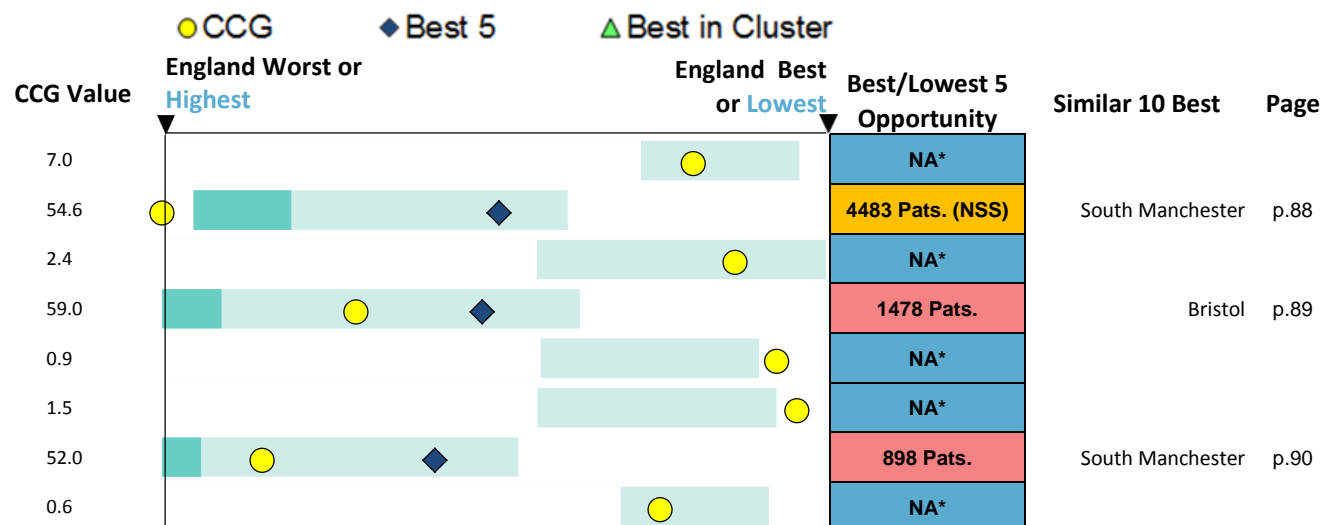 CCG Best 5 Best in Cluster
CCG Value
England Worst or
Highest
England Best
or Lowest
Best/Lowest 5
Opportunity
Similar 10 Best
Page
7.0 NA*
54.6 4483 Pats. (NSS) South Manchester p.88
2.4 NA*
59.0 1478 Pats. Bristol p.89
0.9 NA*
1.5 NA*
52.0 898 Pats. South Manchester p.90
0.6 NA*